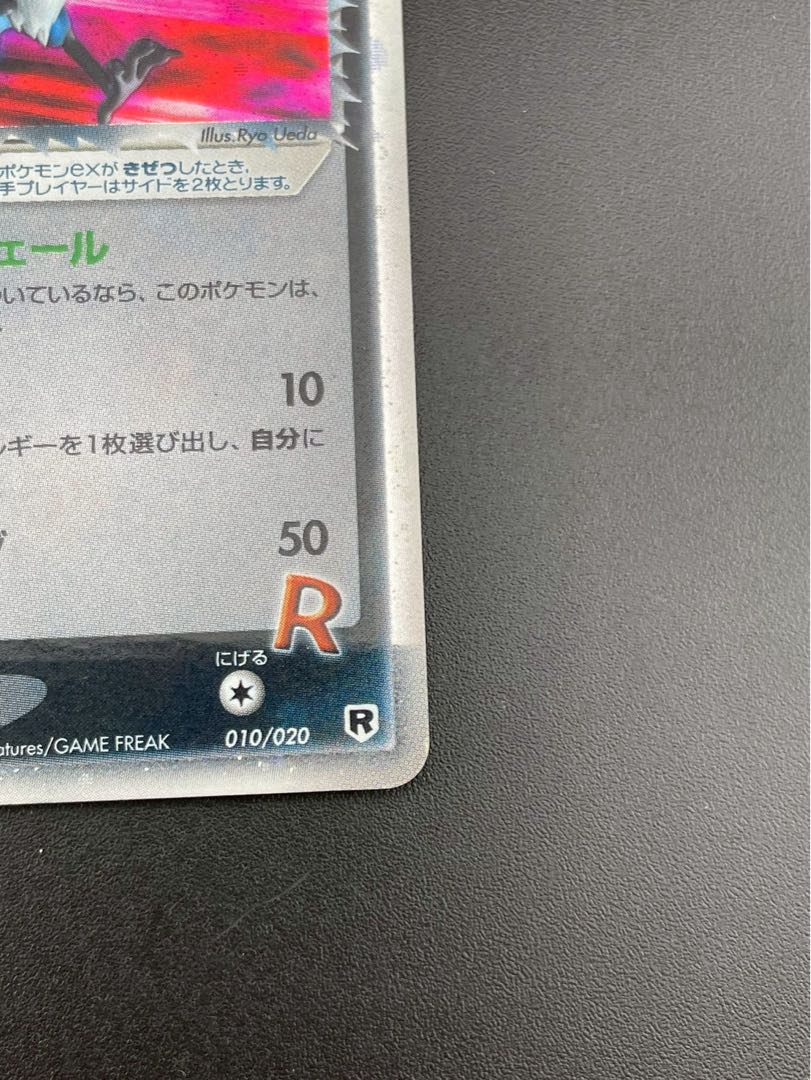 Illus.Ryo Ueda
ポケモンexが きぜつしたとき、
手プレイヤーはサイドを2枚とります。
ェール
いているなら、このポケモンは、
10
ルギーを1枚選び出し、自分に
50
R
にげる
atures/GAME FREAK
010/020
R